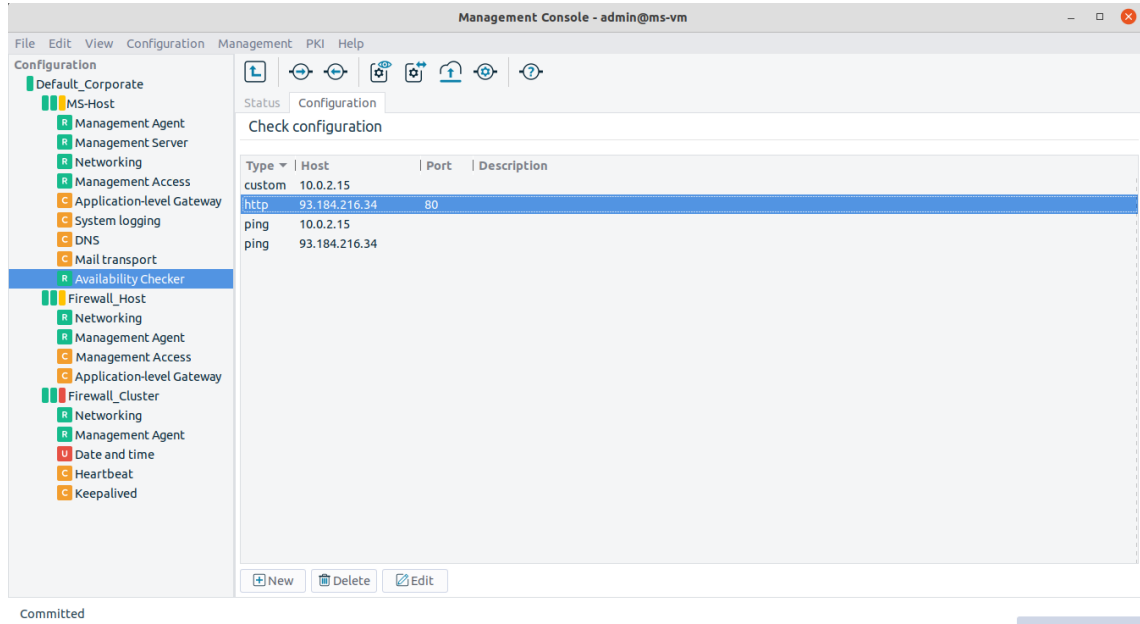 Management Console - admin@ms-vm
File Edit View Configuration Management PKI Help
Configuration
Default_Corporate
MS-Host
R Management Agent
R Management Server
R Networking
R Management Access
C Application-level Gateway
C System logging
C DNS
C Mail transport
R Availability Checker
Firewall_Host
R Networking
R Management Agent
C Management Access
C Application-level Gateway
Firewall_Cluster
R Networking
R Management Agent
U Date and time
C Heartbeat
C Keepalived
Status Configuration
Check configuration
Type Host Port Description
custom 10.0.2.15
http 93.184.216.34 80
ping 10.0.2.15
ping 93.184.216.34
New Delete Edit
Committed